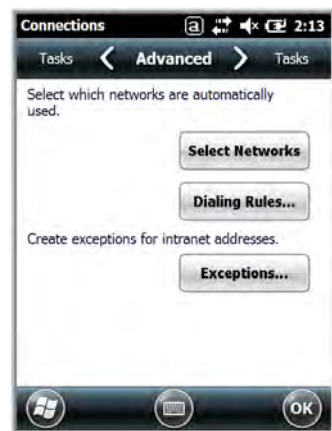 Connections a 2:13
Tasks Advanced Tasks
Select which networks are automatically
used.
Select Networks
Dialing Rules...
Create exceptions for intranet addresses.
Exceptions...
OK